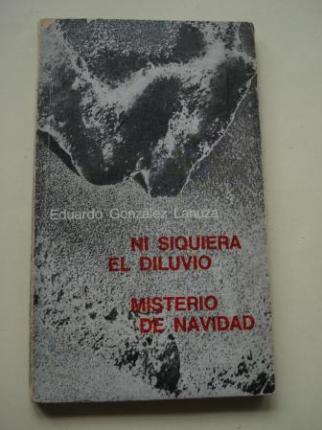 Eduardo González Lanuza
NI SIQUIERA
EL DILUVIO
MISTERIO
DE NAVIDAD